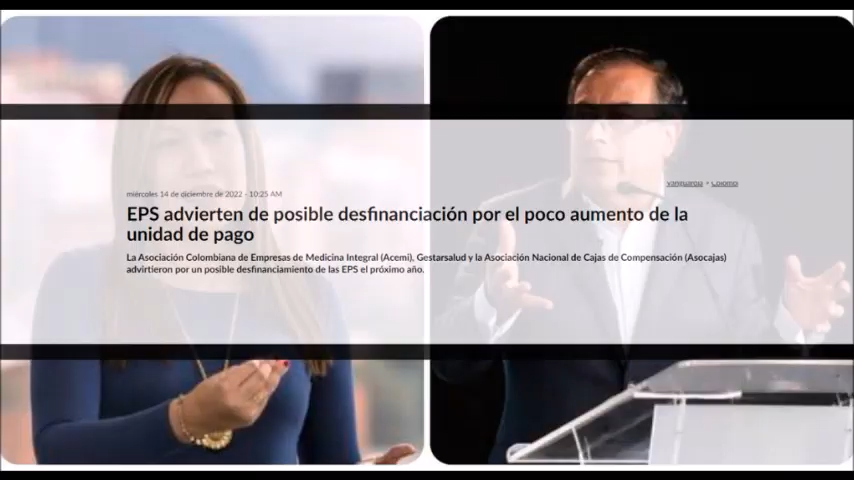 miércoles 14 de diciembre de 2022 - 10:25 AM
EPS advierten de posible desfinanciación por el poco aumento de la
unidad de pago
La Asociación Colombiana de Empresas de Medicina Integral (Acemi), Gestarsalud y la Asociación Nacional de Cajas de Compensación (Asocajas)
advirtieron por un posible desfinanciamiento de las EPS el próximo año.